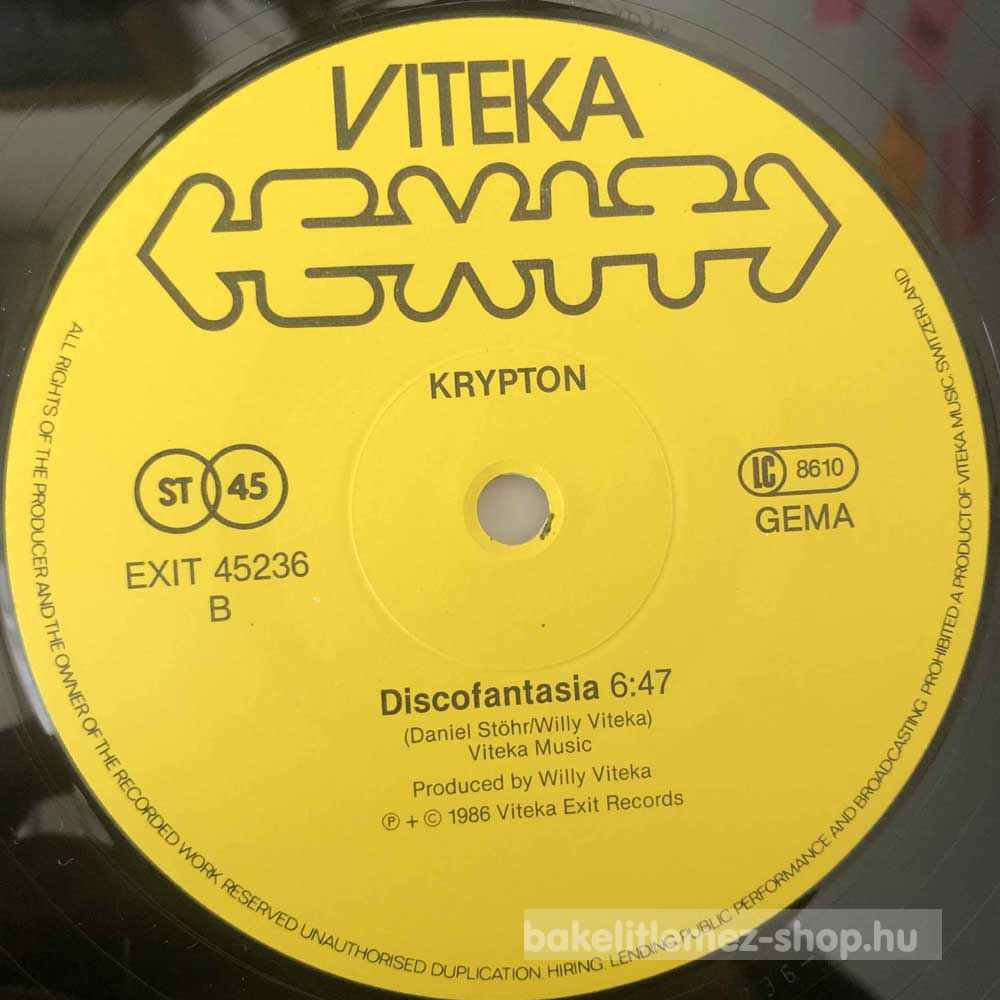 VITEKA
KRYPTON
ST 45
LC 8610
EXIT 45236
GEMA
B
Discofantasia 6:47
(Daniel Stöhr/Willy Viteka)
Viteka Music
Produced by Willy Viteka
℗ + © 1986 Viteka Exit Records
ALL RIGHTS OF THE PRODUCER AND THE OWNER OF THE RECORDED WORK RESERVED UNAUTHORISED DUPLICATION. HIRING. LENDING. PUBLIC PERFORMANCE AND BROADCASTING PROHIBITED A PRODUCT OF VITEKA MUSIC, SWITZERLAND
bakelitlemez-shop.hu